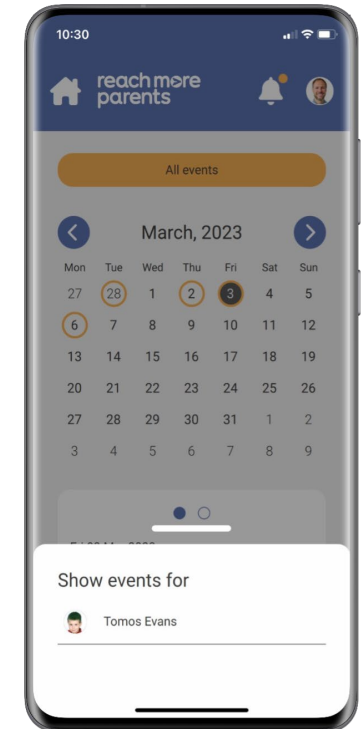 10:30
reach more
parents
All events
March, 2023
Mon Tue Wed Thu Fri Sat Sun
27 28 1 2 3 4 5
6 7 8 9 10 11 12
13 14 15 16 17 18 19
20 21 22 23 24 25 26
27 28 29 30 31 1 2
3 4 5 6 7 8 9
Show events for
Tomos Evans